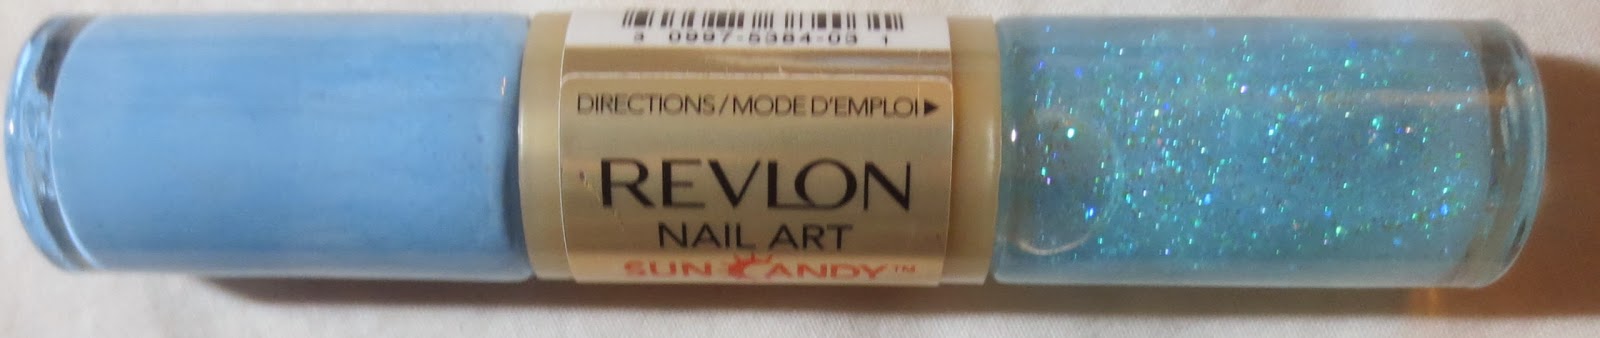 3 0997-5384-03 1
DIRECTIONS/MODE D'EMPLOI▶
REVLON
NAIL ART
SUN CANDY™